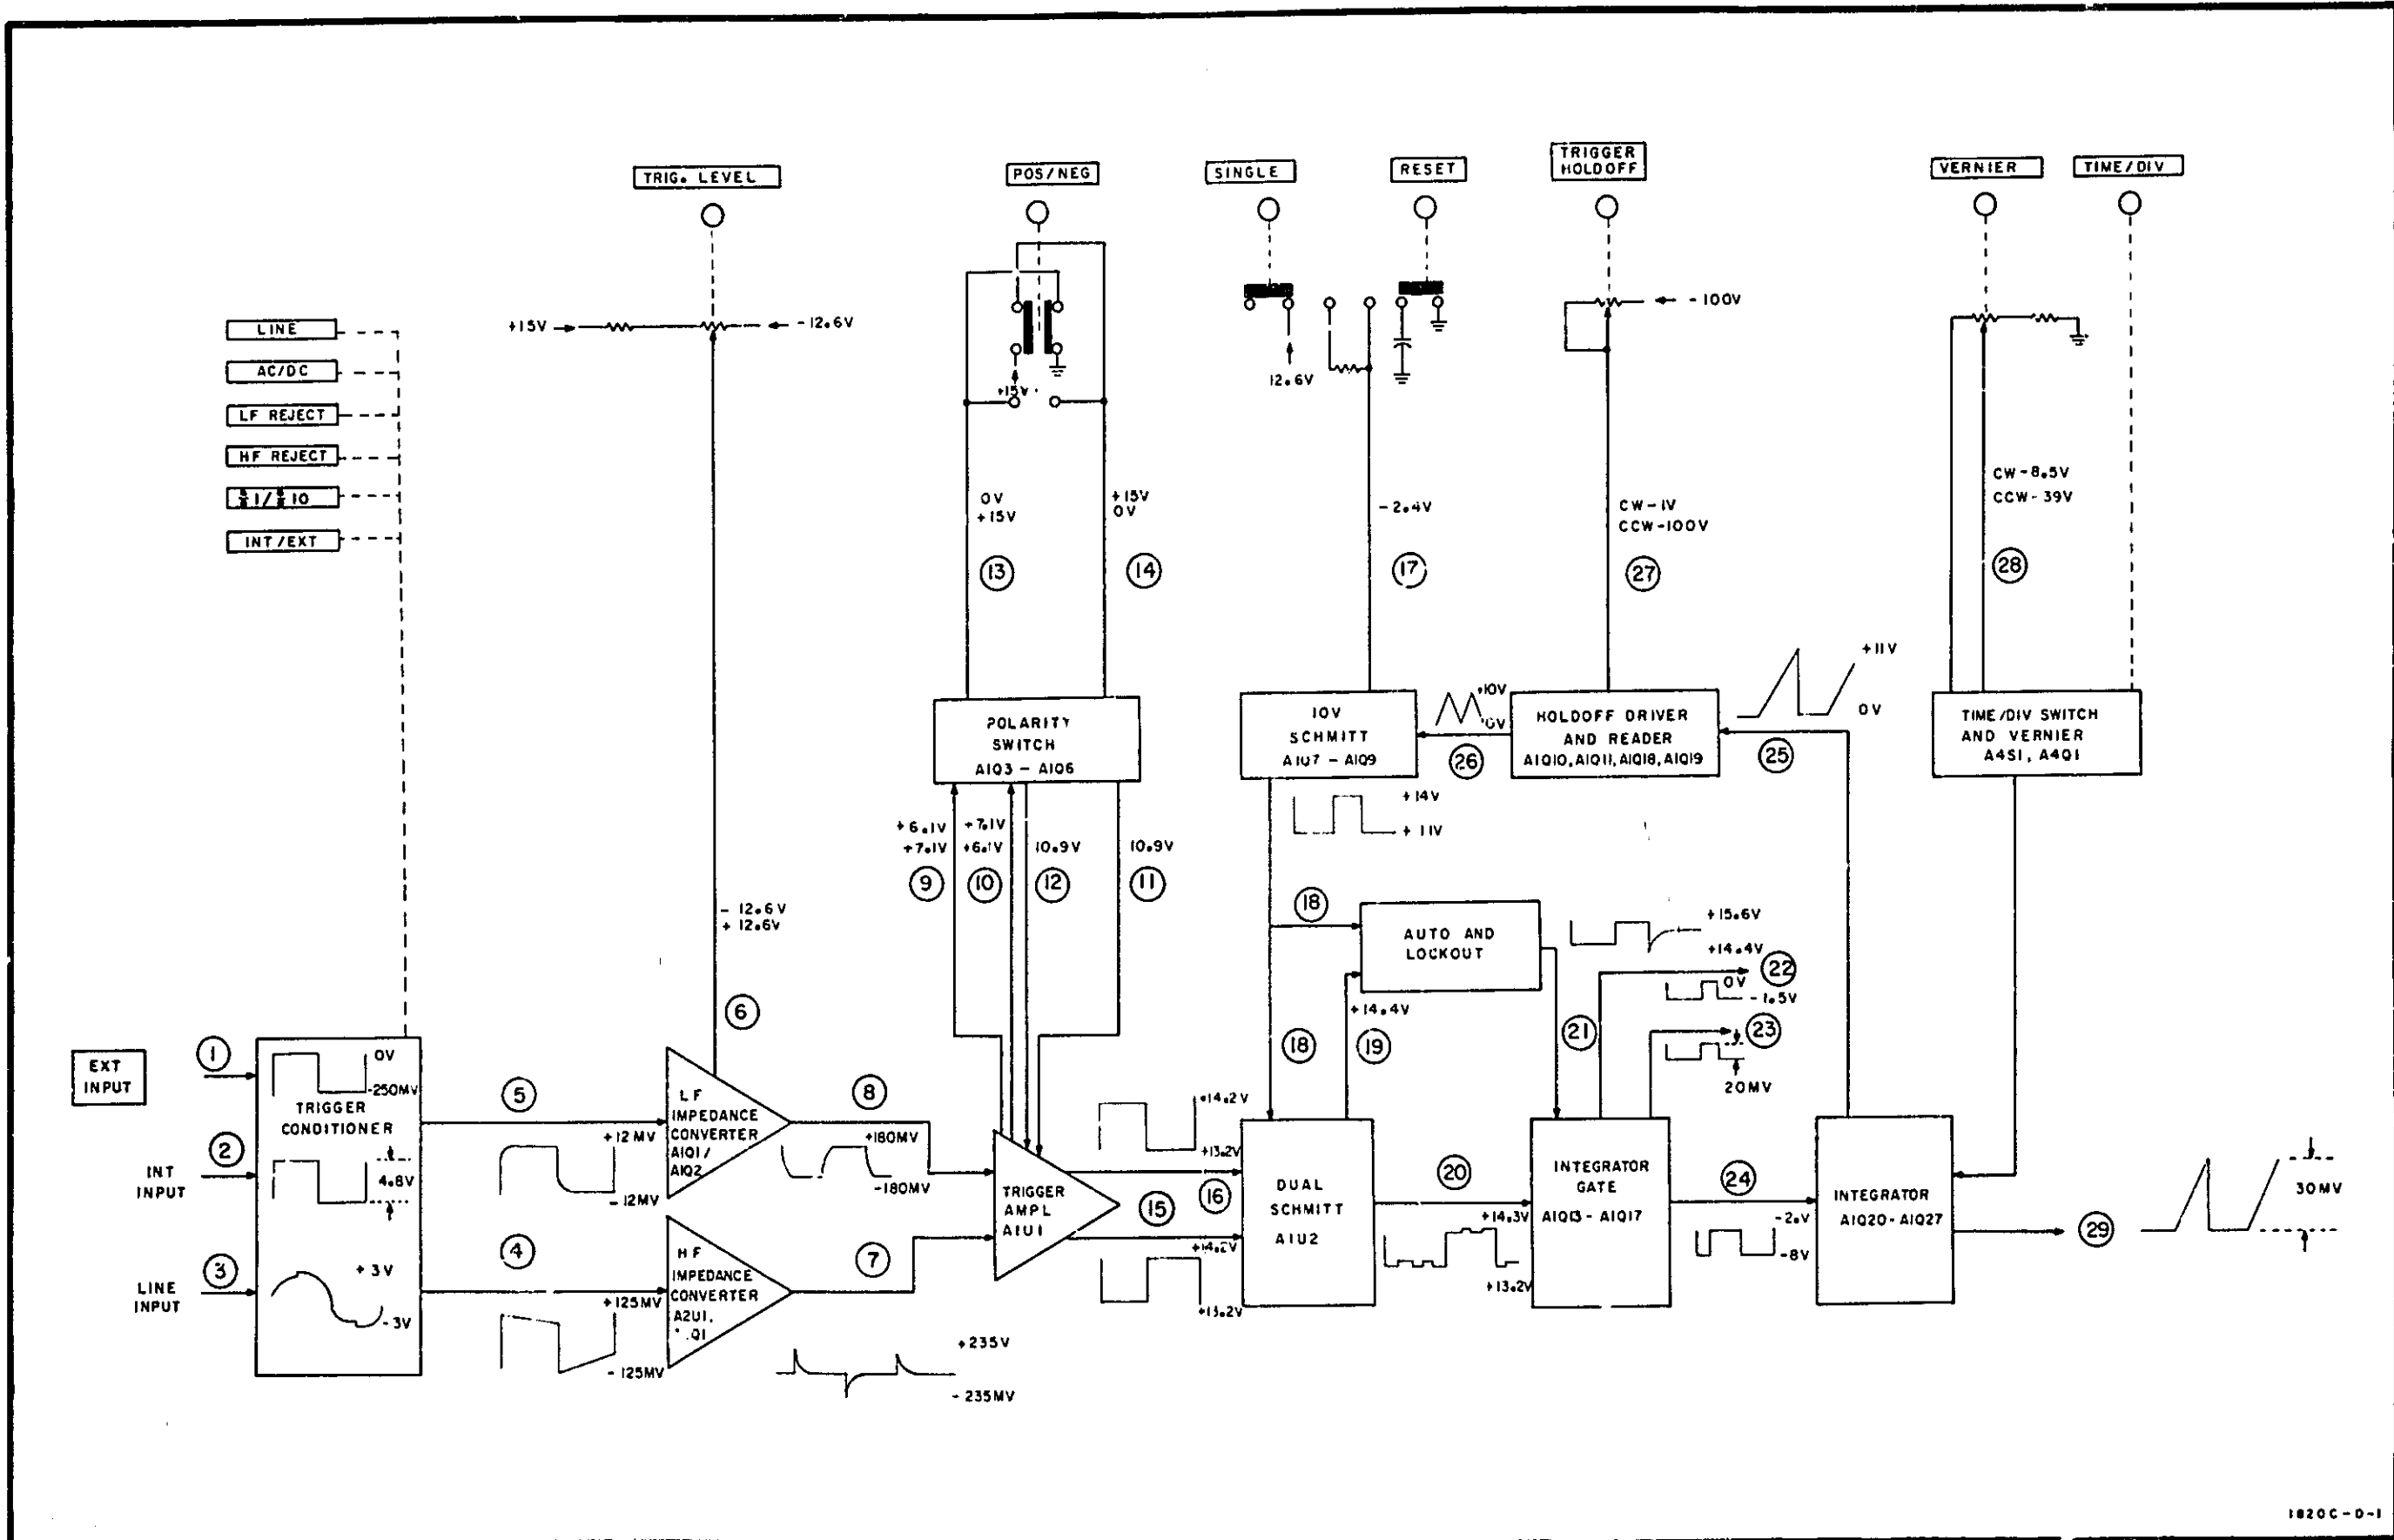 TRIG. LEVEL
POS/NEG
SINGLE
RESET
TRIGGER
HOLDOFF
VERNIER
TIME/DIV
LINE
AC/DC
LF REJECT
HF REJECT
INT/EXT
+15V
-12.6V
+15V
12.6V
-100V
0V
+15V
13
+15V
0V
14
-2.4V
17
CW-1V
CCW-100V
27
CW-8.5V
CCW-39V
28
POLARITY
SWITCH
A1Q3 - A1Q6
10V
SCHMITT
A1Q7 - A1Q9
+10V
0V
26
HOLDOFF DRIVER
AND READER
A1Q10, A1Q11, A1Q18, A1Q19
+11V
0V
25
TIME/DIV SWITCH
AND VERNIER
A4S1, A4Q1
+6.1V
+7.1V
9
+7.1V
+6.1V
10
10.9V
12
10.9V
11
+14V
+11V
-12.6V
+12.6V
6
18
AUTO AND
LOCKOUT
+15.6V
+14.4V
22
0V
-1.5V
23
20MV
18
+14.4V
19
21
EXT
INPUT
1
0V
-250MV
TRIGGER
CONDITIONER
INT
INPUT
2
4.8V
LINE
INPUT
3
+3V
-3V
5
+12MV
-12MV
4
+125MV
-125MV
LF
IMPEDANCE
CONVERTER
A1Q1/
A1Q2
HF
IMPEDANCE
CONVERTER
A2U1,
8
+180MV
-180MV
7
+235V
-235MV
TRIGGER
AMPL
A1U1
+14.2V
+13.2V
16
15
+14.2V
+13.2V
DUAL
SCHMITT
A1U2
20
+14.3V
+13.2V
INTEGRATOR
GATE
A1Q13 - A1Q17
24
-2.V
-8V
INTEGRATOR
A1Q20 - A1Q27
29
30MV
1820C-D-1